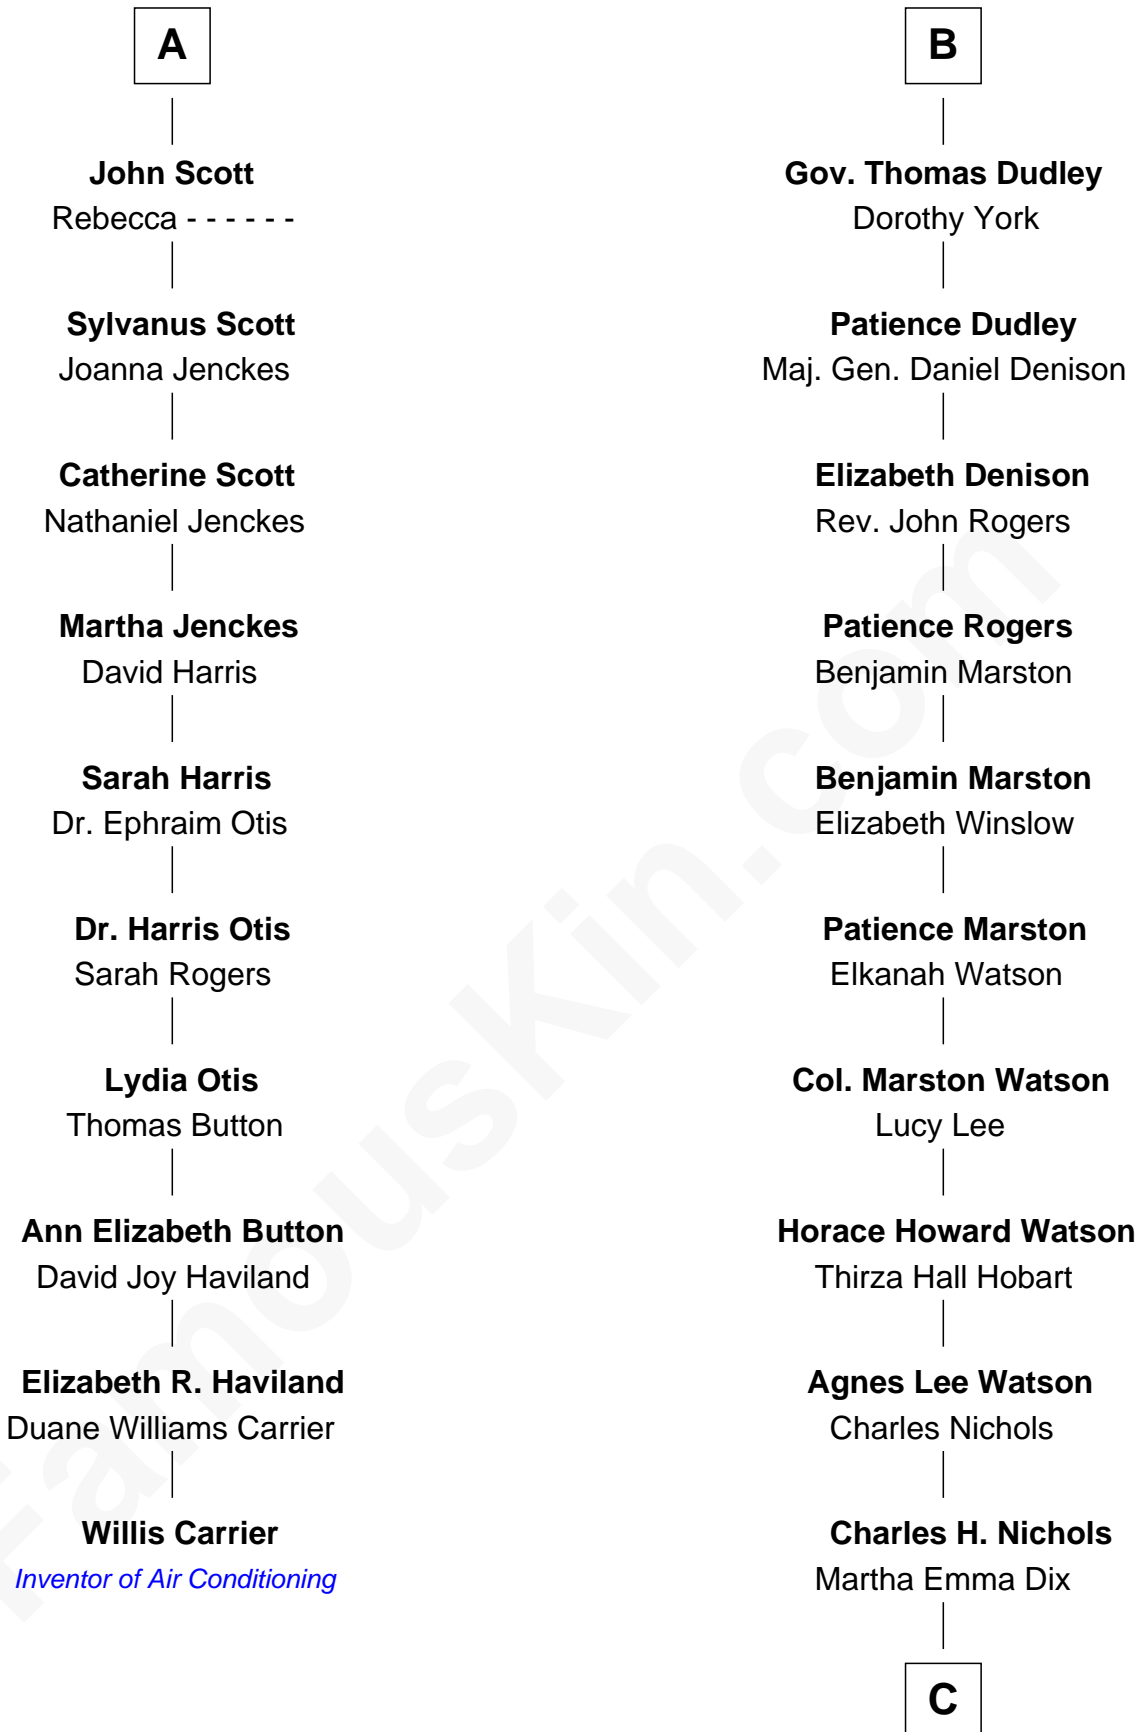 A
John Scott
Rebecca - - - - - -
Sylvanus Scott
Joanna Jenckes
Catherine Scott
Nathaniel Jenckes
Martha Jenckes
David Harris
Sarah Harris
Dr. Ephraim Otis
Dr. Harris Otis
Sarah Rogers
Lydia Otis
Thomas Button
Ann Elizabeth Button
David Joy Haviland
Elizabeth R. Haviland
Duane Williams Carrier
Willis Carrier
Inventor of Air Conditioning
B
Gov. Thomas Dudley
Dorothy York
Patience Dudley
Maj. Gen. Daniel Denison
Elizabeth Denison
Rev. John Rogers
Patience Rogers
Benjamin Marston
Benjamin Marston
Elizabeth Winslow
Patience Marston
Elkanah Watson
Col. Marston Watson
Lucy Lee
Horace Howard Watson
Thirza Hall Hobart
Agnes Lee Watson
Charles Nichols
Charles H. Nichols
Martha Emma Dix
C
FamousKin.com